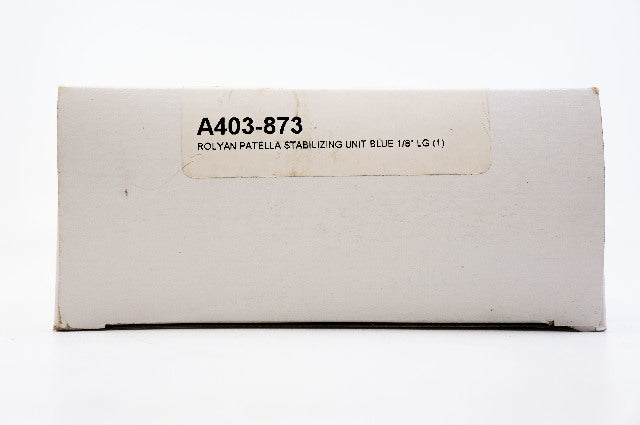 A403-873
ROLYAN PATELLA STABILIZING UNIT BLUE 1/8" LG (1)